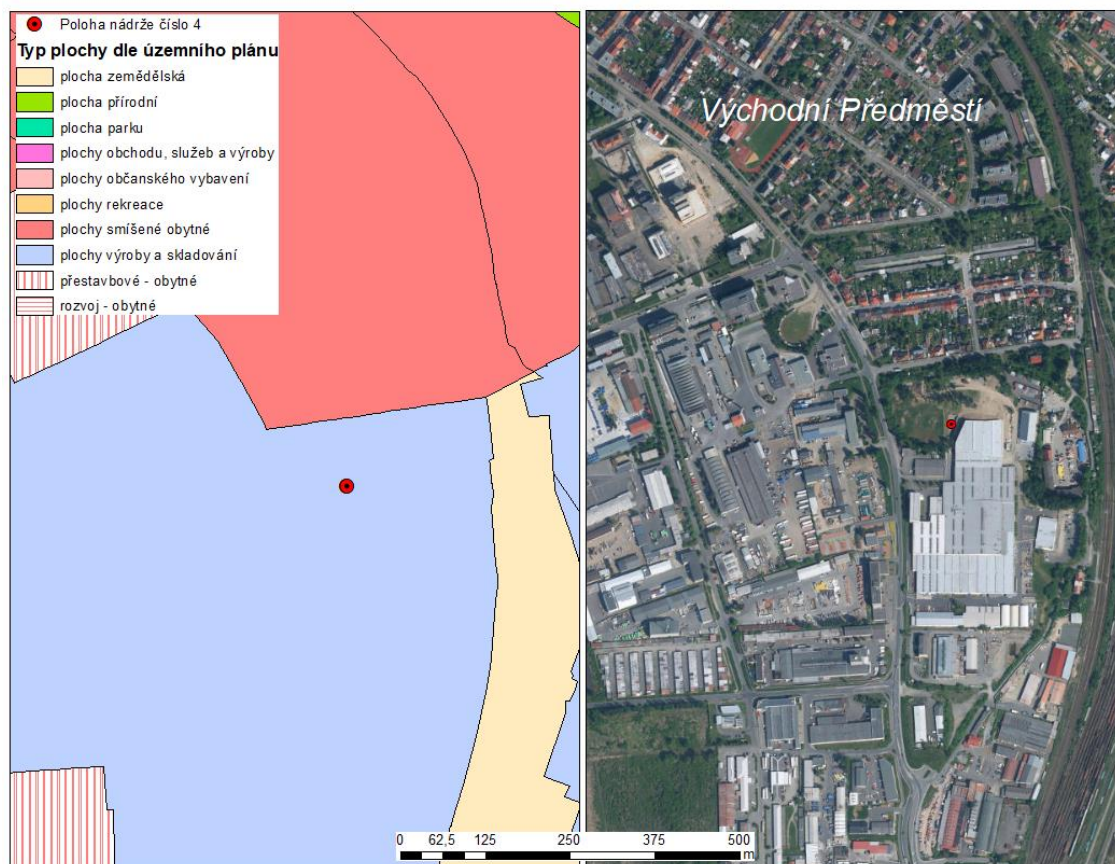 Poloha nádrže číslo 4
Typ plochy dle územního plánu
plocha zemědělská
plocha přírodní
plocha parku
plochy obchodu, služeb a výroby
plochy občanského vybavení
plochy rekreace
plochy smíšené obytné
plochy výroby a skladování
přestavbové - obytné
rozvoj - obytné
Východní Předměstí
0 62,5 125 250 375 500
m